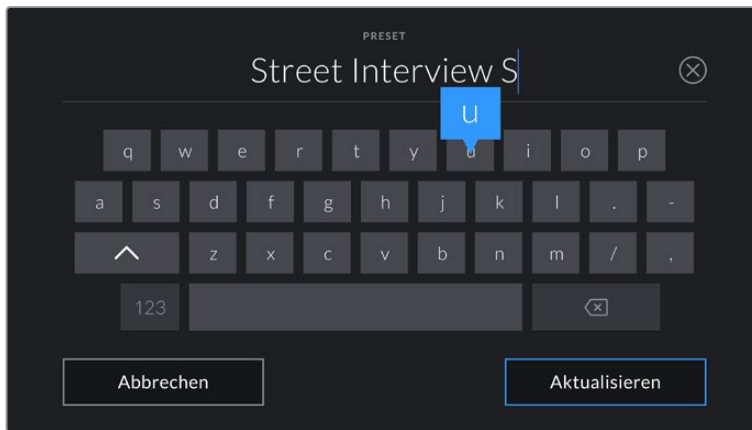 PRESET
Street Interview S
u
q w e r t y u i o p
a s d f g h j k l . -
z x c v b n m / ,
123
Abbrechen Aktualisieren